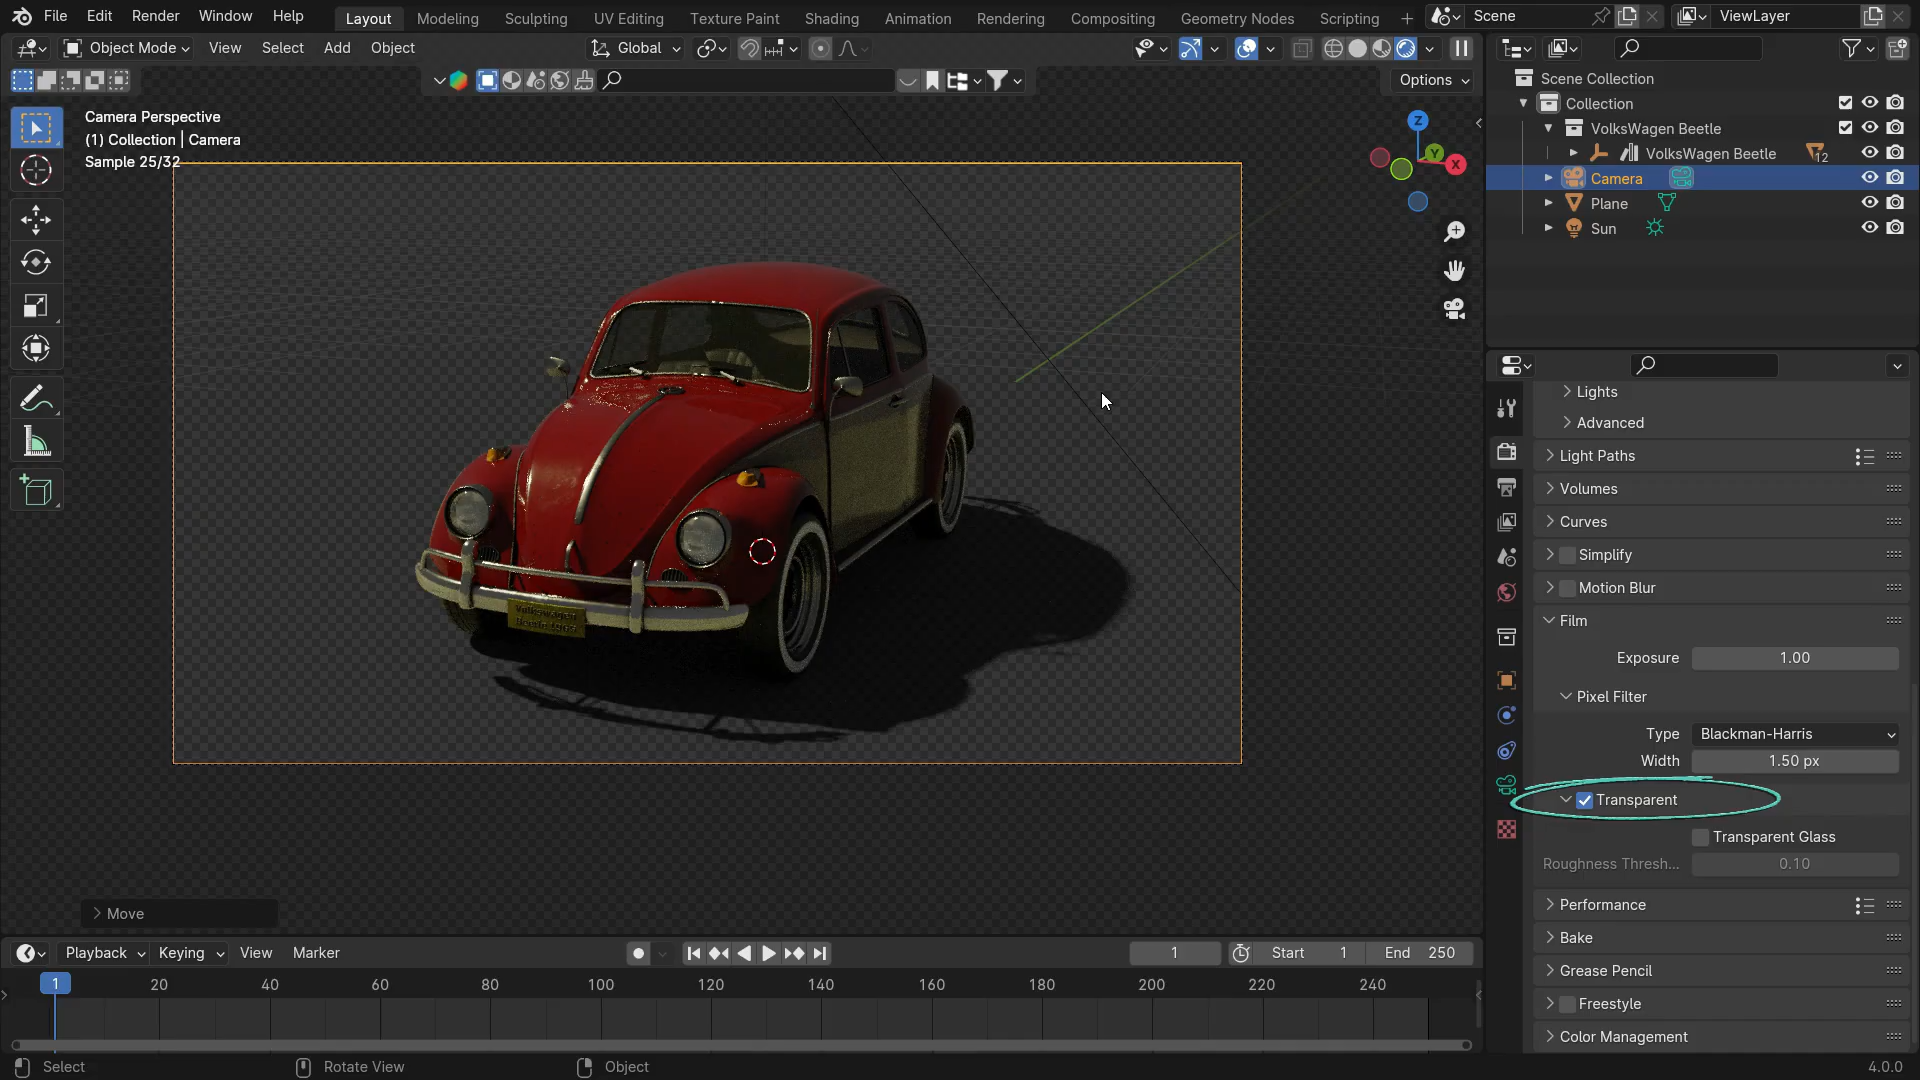 File Edit Render Window Help Layout Modeling Sculpting UV Editing Texture Paint Shading Animation Rendering Compositing Geometry Nodes Scripting + Scene ViewLayer
Object Mode View Select Add Object Global
Options
Camera Perspective
(1) Collection | Camera
Sample 25/32
Z
Y
X
Scene Collection
Collection
VolksWagen Beetle
VolksWagen Beetle 12
Camera
Plane
Sun
Lights
Advanced
Light Paths
Volumes
Curves
Simplify
Motion Blur
Film
Exposure 1.00
Pixel Filter
Type Blackman-Harris
Width 1.50 px
Transparent
Transparent Glass
Roughness Thresh... 0.10
Performance
Bake
Grease Pencil
Freestyle
Color Management
Volkswagen
Beetle 1965
Move
Playback Keying View Marker 1 Start 1 End 250
1 20 40 60 80 100 120 140 160 180 200 220 240
Select Rotate View Object 4.0.0